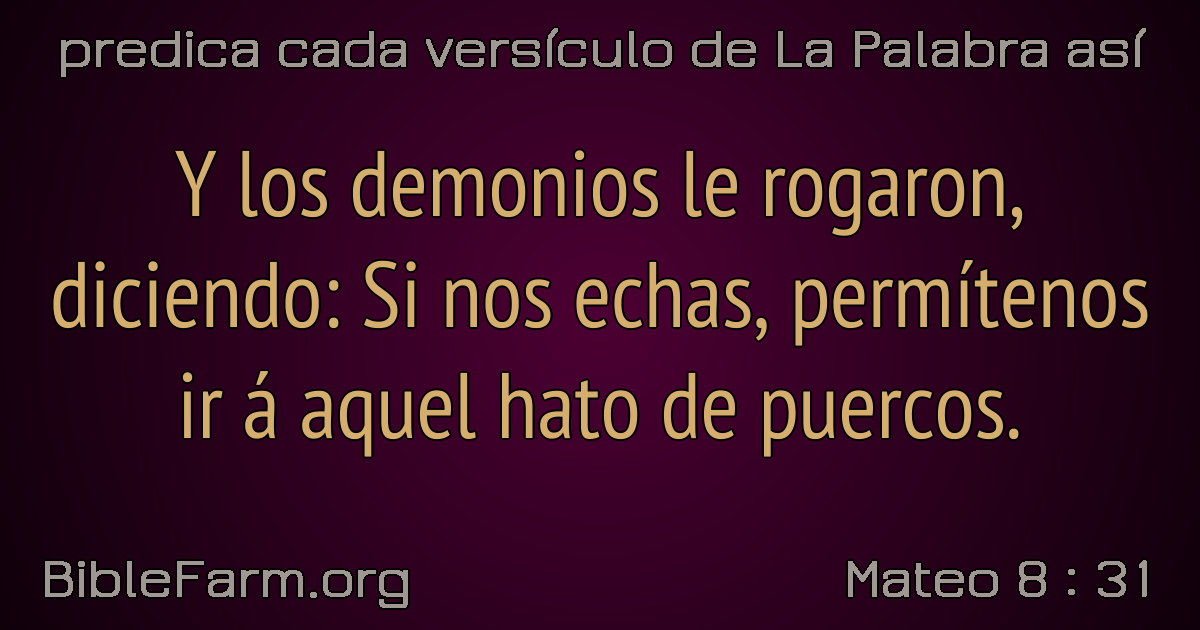 predica cada versículo de La Palabra así
Y los demonios le rogaron,
diciendo: Si nos echas, permítenos
ir á aquel hato de puercos.
BibleFarm.org
Mateo 8 : 31